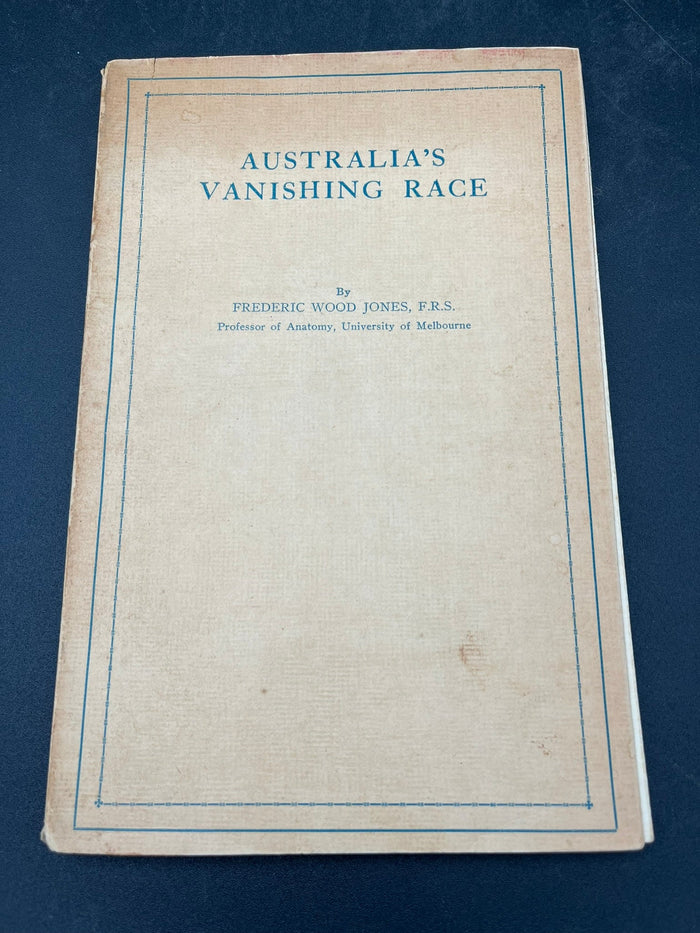 AUSTRALIA'S
VANISHING RACE
By
FREDERIC WOOD JONES, F.R.S.
Professor of Anatomy, University of Melbourne